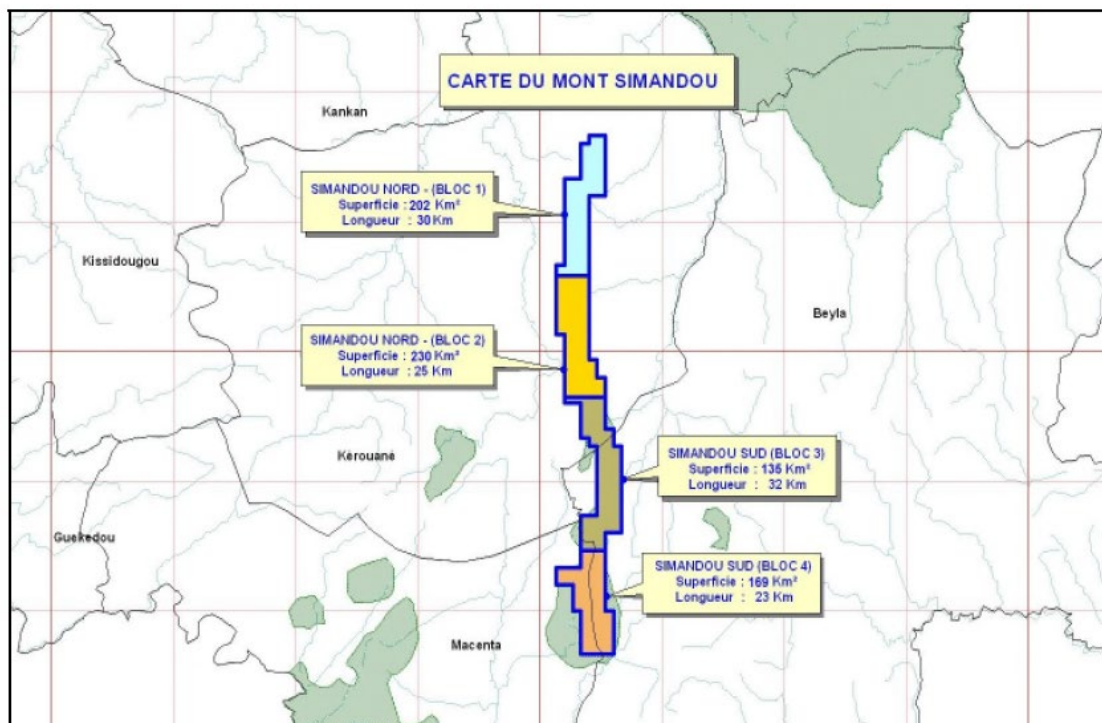 CARTE DU MONT SIMANDOU
Kankan
SIMANDOU NORD - (BLOC 1)
Superficie : 202 Km²
Longueur : 30 Km
Kissidougou
Beyla
SIMANDOU NORD - (BLOC 2)
Superficie : 230 Km²
Longueur : 25 Km
Kérouané
SIMANDOU SUD (BLOC 3)
Superficie : 135 Km²
Longueur : 32 Km
Guekedou
SIMANDOU SUD (BLOC 4)
Superficie : 169 Km²
Longueur : 23 Km
Macenta